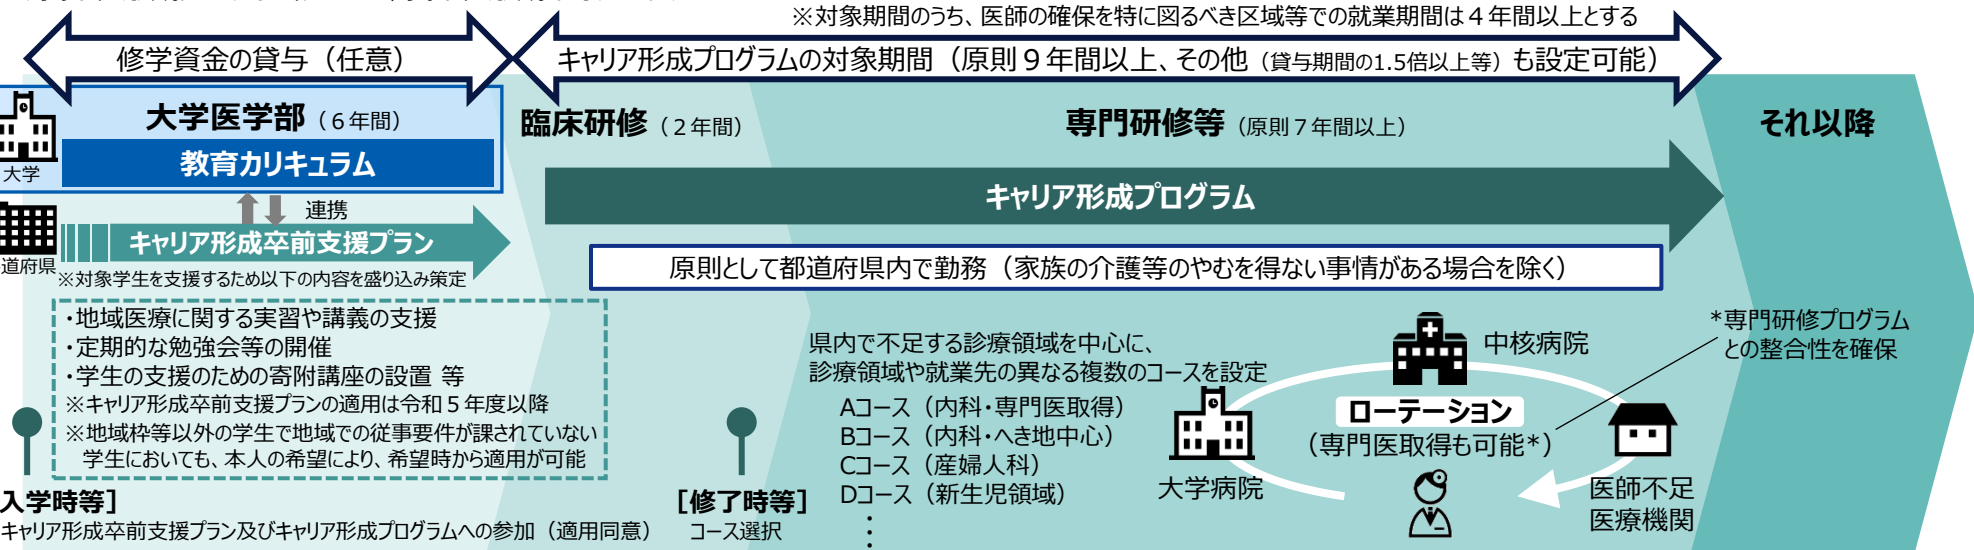 ※対象期間のうち、医師の確保を特に図るべき区域等での就業期間は４年間以上とする
修学資金の貸与（任意）
キャリア形成プログラムの対象期間（原則９年間以上、その他（貸与期間の1.5倍以上等）も設定可能）
大学医学部（６年間）
臨床研修（２年間）
専門研修等（原則７年間以上）
それ以降
大学
教育カリキュラム
キャリア形成プログラム
連携
道府県
キャリア形成卒前支援プラン
※対象学生を支援するため以下の内容を盛り込み策定
原則として都道府県内で勤務（家族の介護等のやむを得ない事情がある場合を除く）
・地域医療に関する実習や講義の支援
・定期的な勉強会等の開催
・学生の支援のための寄附講座の設置 等
※キャリア形成卒前支援プランの適用は令和５年度以降
※地域枠等以外の学生で地域での従事要件が課されていない
学生においても、本人の希望により、希望時から適用が可能
県内で不足する診療領域を中心に、
診療領域や就業先の異なる複数のコースを設定
Aコース（内科・専門医取得）
Bコース（内科・へき地中心）
Cコース（産婦人科）
Dコース（新生児領域）
⋮
中核病院
*専門研修プログラム
との整合性を確保
ローテーション
（専門医取得も可能*）
大学病院
医師不足
医療機関
入学時等］
キャリア形成卒前支援プラン及びキャリア形成プログラムへの参加（適用同意）
［修了時等］
コース選択